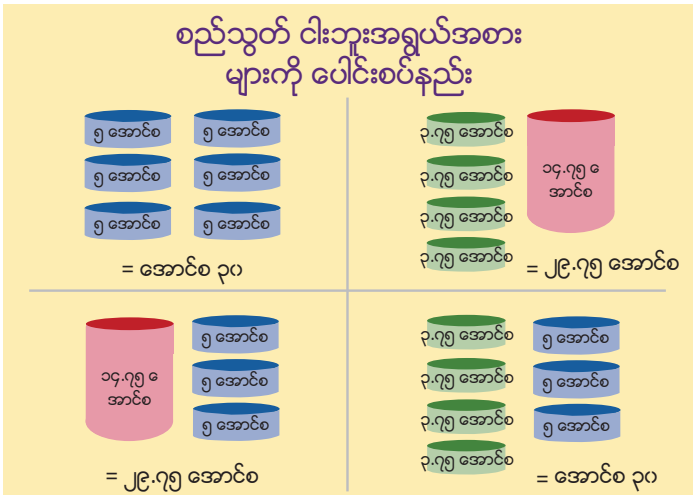 စည်သွတ် ငါးဘူးအရွယ်အစား
များကို ပေါင်းစပ်နည်း
၅ အောင်စ ၅ အောင်စ
၅ အောင်စ ၅ အောင်စ
၅ အောင်စ ၅ အောင်စ
= အောင်စ ၃၀
၃.၇၅ အောင်စ
၃.၇၅ အောင်စ
၃.၇၅ အောင်စ
၃.၇၅ အောင်စ
၁၄.၇၅ ေ
အာင်စ
= ၂၉.၇၅ အောင်စ
၁၄.၇၅ ေ
အာင်စ
၅ အောင်စ
၅ အောင်စ
၅ အောင်စ
= ၂၉.၇၅ အောင်စ
၃.၇၅ အောင်စ
၃.၇၅ အောင်စ
၃.၇၅ အောင်စ
၃.၇၅ အောင်စ
၅ အောင်စ
၅ အောင်စ
၅ အောင်စ
= အောင်စ ၃၀